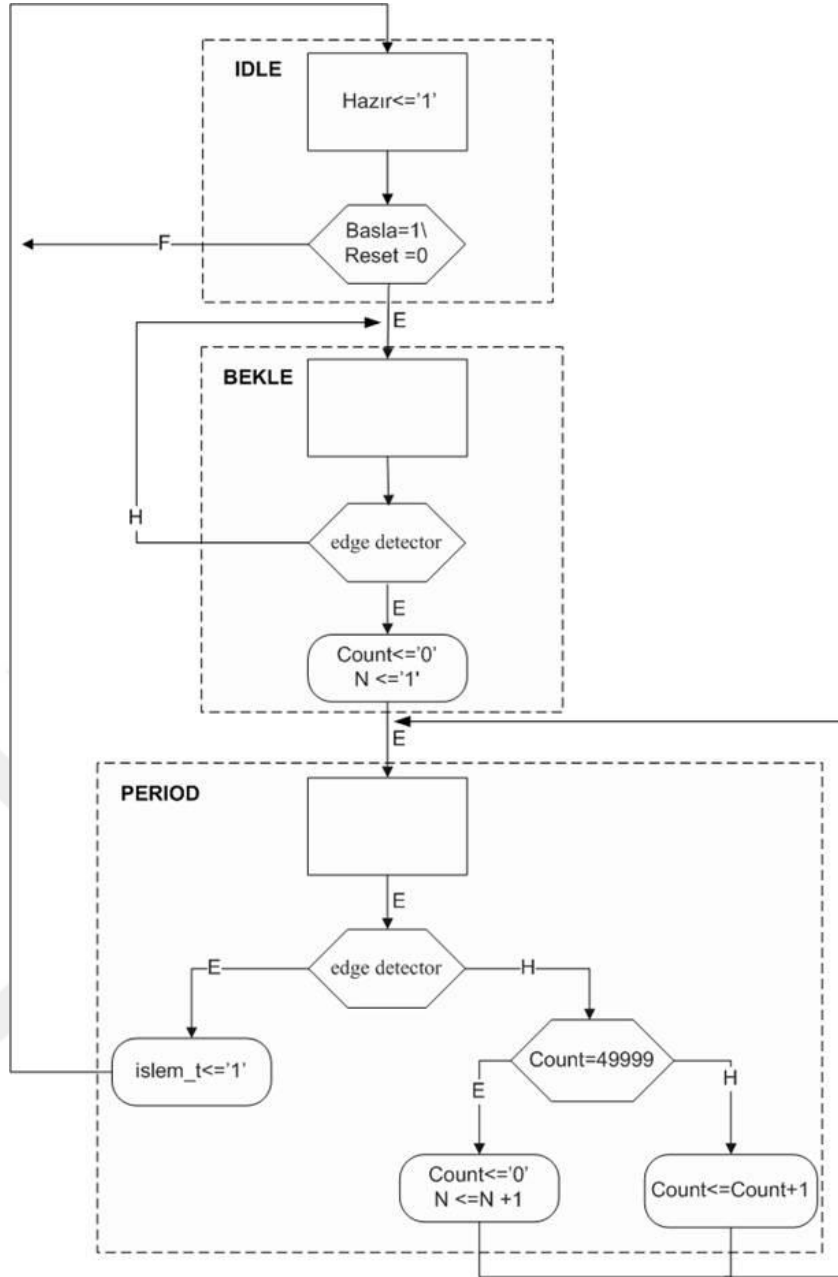 IDLE
Hazır<='1'
Basla=1\
Reset =0
F
E
BEKLE
H
edge detector
E
Count<='0'
N <='1'
E
PERIOD
E
edge detector
E
H
islem_t<='1'
Count=49999
E
H
Count<='0'
N <=N +1
Count<=Count+1